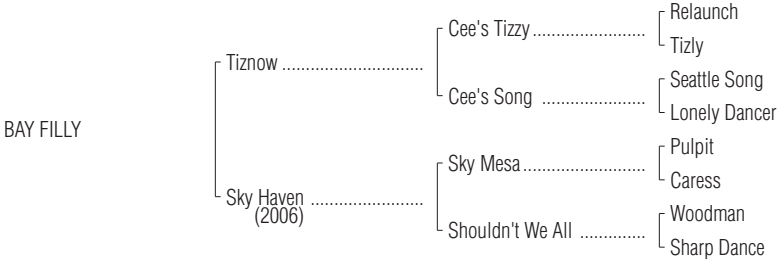 Relaunch
Cee's Tizzy
Tizly
Tiznow
Seattle Song
Cee's Song
Lonely Dancer
BAY FILLY
Pulpit
Sky Mesa
Caress
Sky Haven
(2006)
Woodman
Shouldn't We All
Sharp Dance